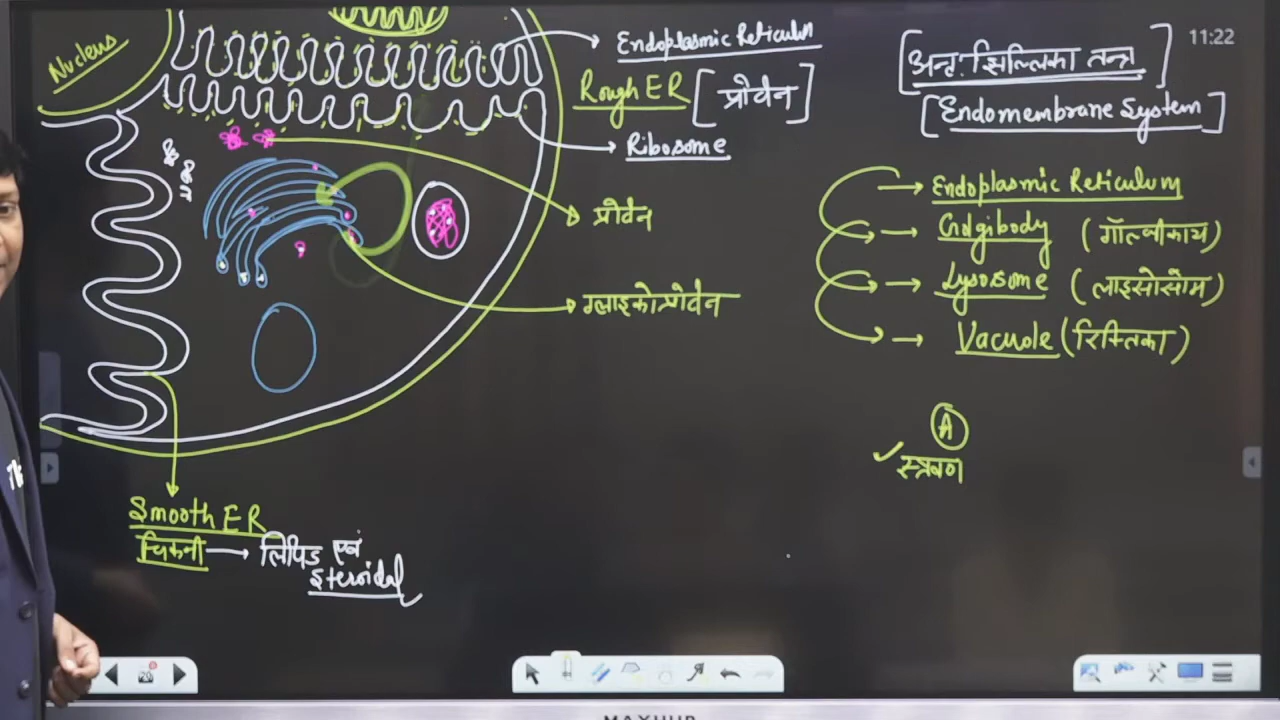 Nucleus
Endoplasmic Reticulum
Rough ER [प्रोटीन]
Ribosome
प्रोटीन
ग्लाइकोप्रोटीन
Smooth ER
चिकनी → लिपिड एवं
Steroidal
11:22
[अन्तः झिल्लिका तन्त्र]
[Endomembrane System]
→ Endoplasmic Reticulum
→ Golgibody (गॉल्जीकाय)
→ Lysosome (लाइसोसोम)
→ Vacuole (रिक्तिका)
A
✓ स्त्रवण